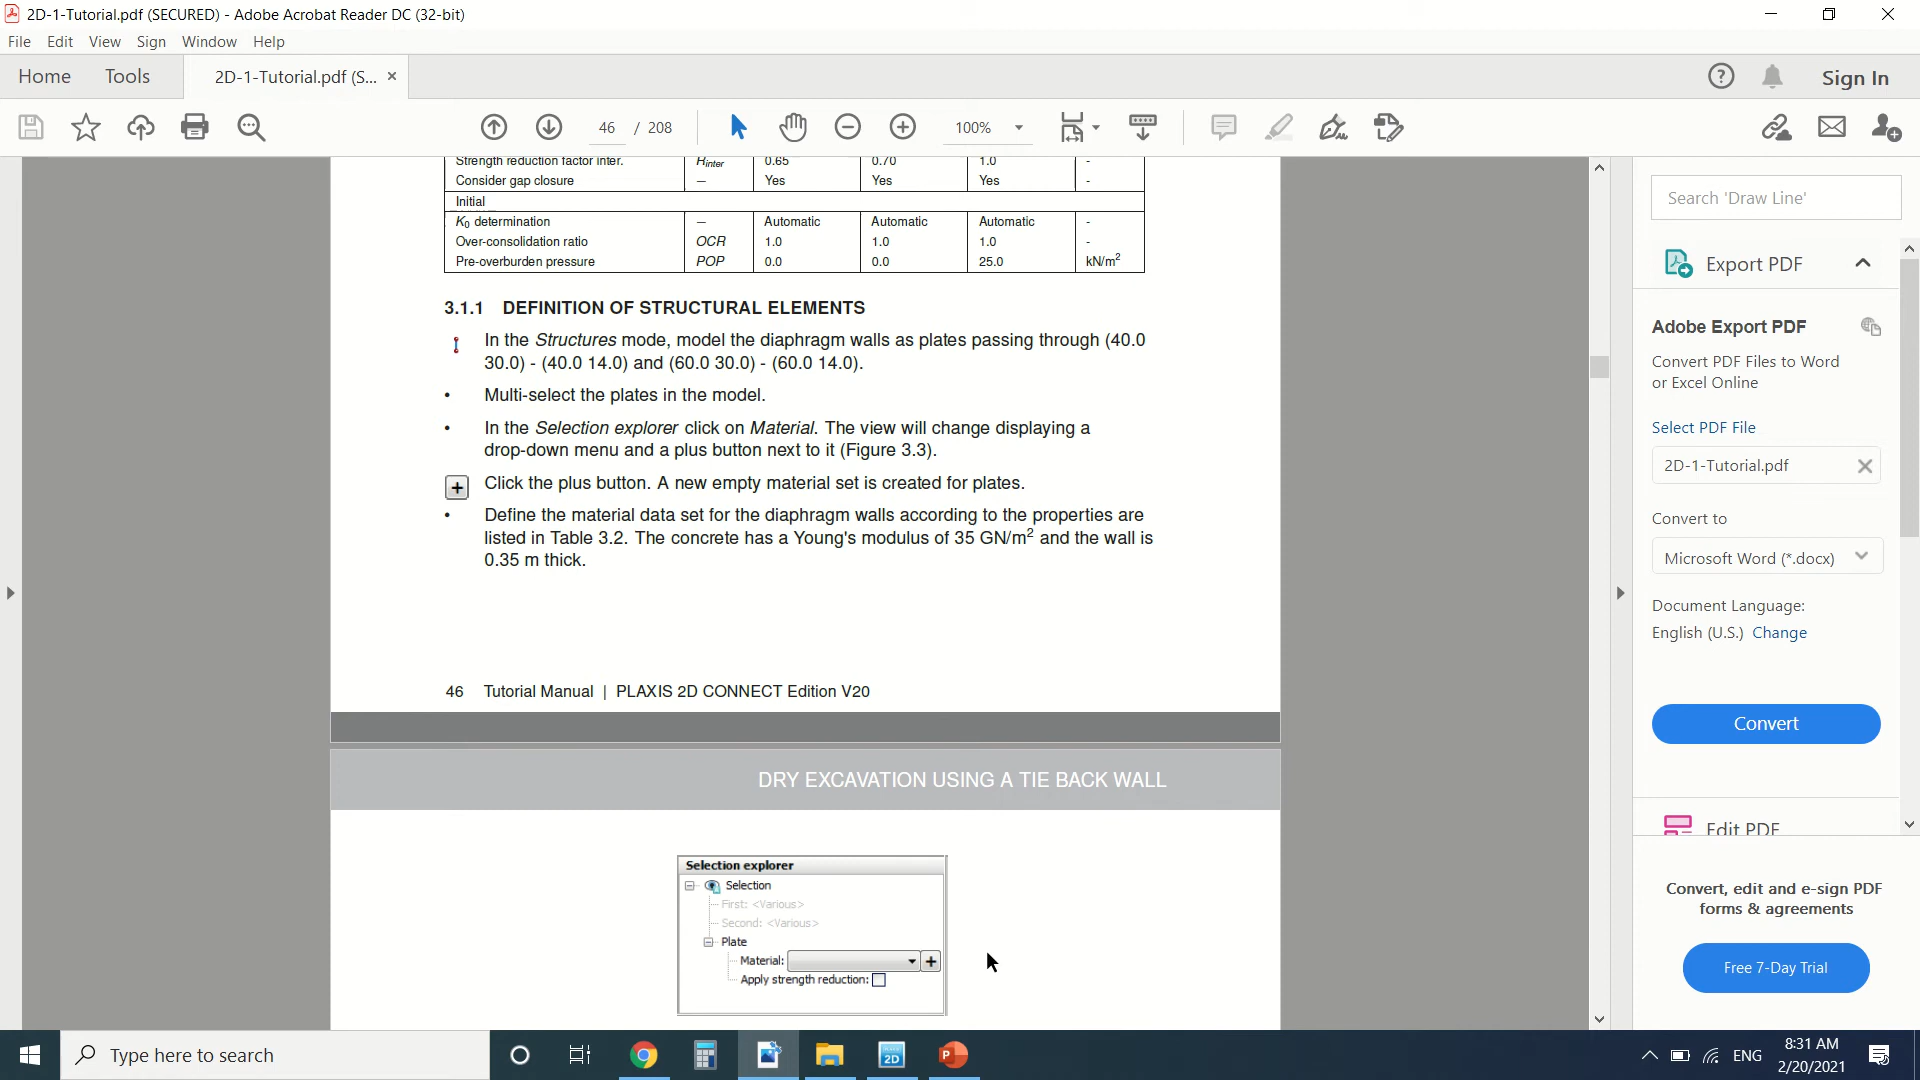 2D-1-Tutorial.pdf (SECURED) - Adobe Acrobat Reader DC (32-bit)
File Edit View Sign Window Help
Home Tools 2D-1-Tutorial.pdf (S... Sign In
46 / 208 100%
Strength reduction factor inter. Rinter 0.65 0.70 1.0 -
Consider gap closure — Yes Yes Yes -
Initial
K0 determination — Automatic Automatic Automatic -
Over-consolidation ratio OCR 1.0 1.0 1.0 -
Pre-overburden pressure POP 0.0 0.0 25.0 kN/m2
3.1.1 DEFINITION OF STRUCTURAL ELEMENTS
In the Structures mode, model the diaphragm walls as plates passing through (40.0
30.0) - (40.0 14.0) and (60.0 30.0) - (60.0 14.0).
• Multi-select the plates in the model.
• In the Selection explorer click on Material. The view will change displaying a
drop-down menu and a plus button next to it (Figure 3.3).
Click the plus button. A new empty material set is created for plates.
• Define the material data set for the diaphragm walls according to the properties are
listed in Table 3.2. The concrete has a Young's modulus of 35 GN/m2 and the wall is
0.35 m thick.
46 Tutorial Manual | PLAXIS 2D CONNECT Edition V20
DRY EXCAVATION USING A TIE BACK WALL
Selection explorer
Selection
First: <Various>
Second: <Various>
Plate
Material:
Apply strength reduction:
Search 'Draw Line'
Export PDF
Adobe Export PDF
Convert PDF Files to Word
or Excel Online
Select PDF File
2D-1-Tutorial.pdf
Convert to
Microsoft Word (*.docx)
Document Language:
English (U.S.) Change
Convert
Edit PDF
Convert, edit and e-sign PDF
forms & agreements
Free 7-Day Trial
Type here to search
2D
P
ENG
8:31 AM
2/20/2021